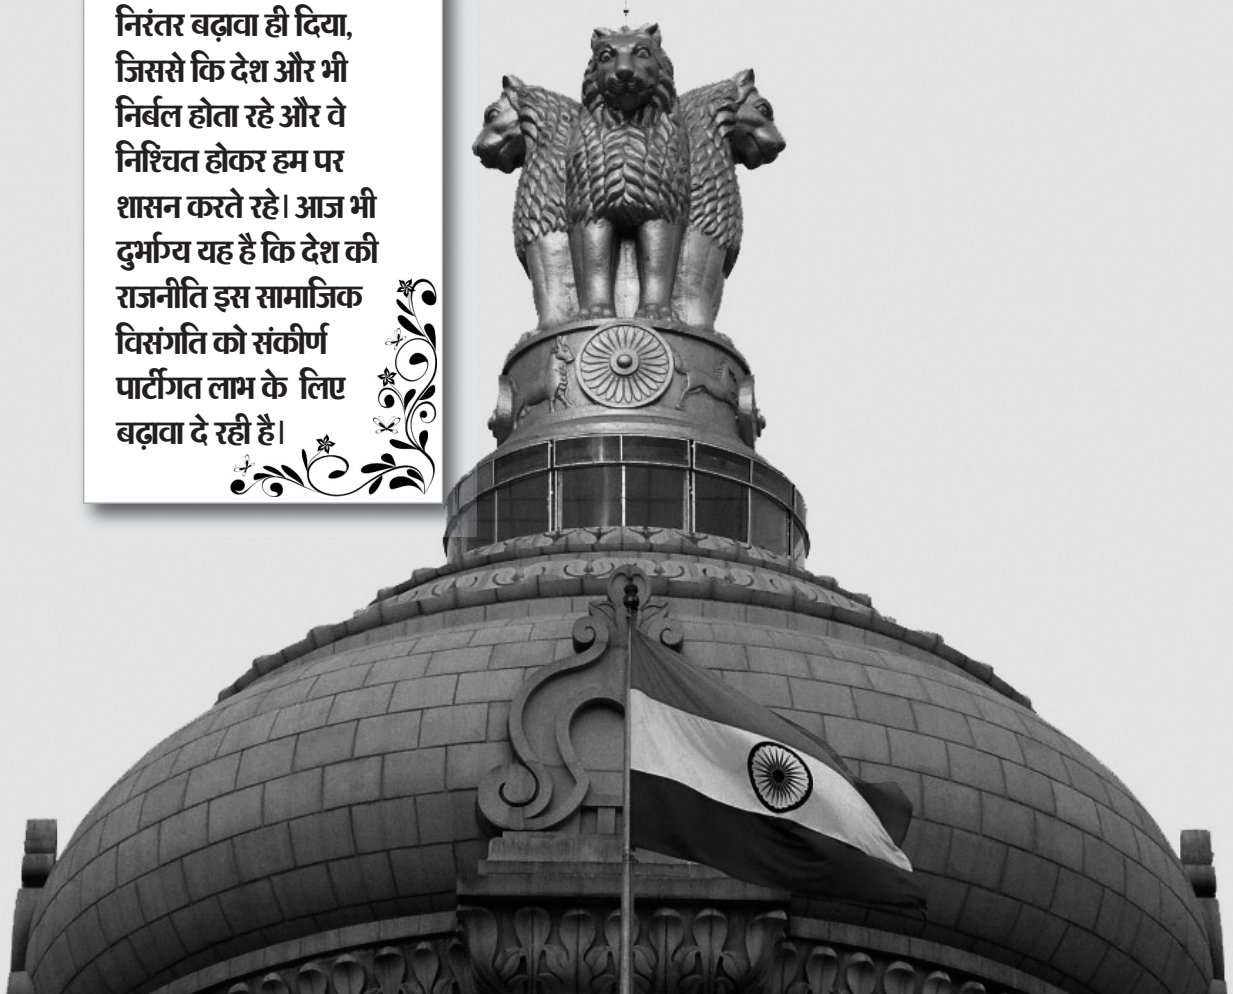 निरंतर बढ़ावा ही दिया,
जिससे कि देश और भी
निर्बल होता रहे और वे
निश्चिंत होकर हम पर
शासन करते रहे। आज भी
दुर्भाग्य यह है कि देश की
राजनीति इस सामाजिक
विसंगति को संकीर्ण
पार्टीगत लाभ के लिए
बढ़ावा दे रही है।